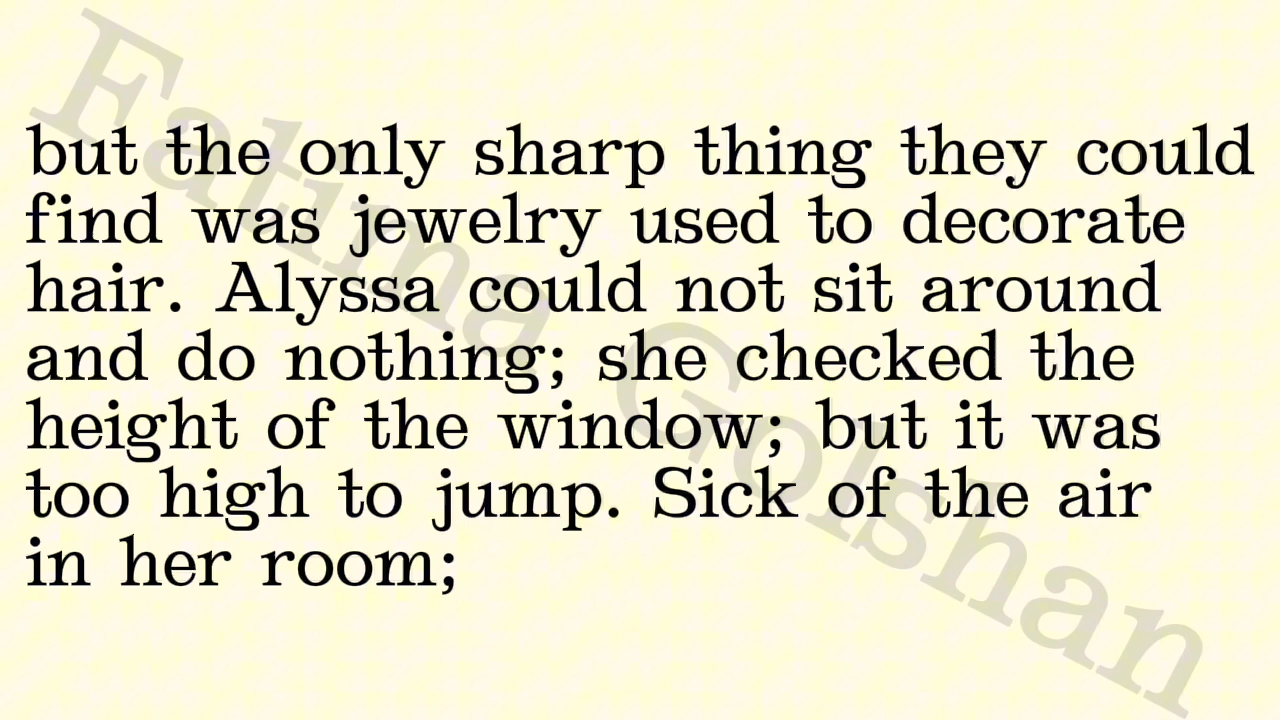 but the only sharp thing they could
find was jewelry used to decorate
hair. Alyssa could not sit around
and do nothing; she checked the
height of the window; but it was
too high to jump. Sick of the air
in her room;
Fatima Golshan